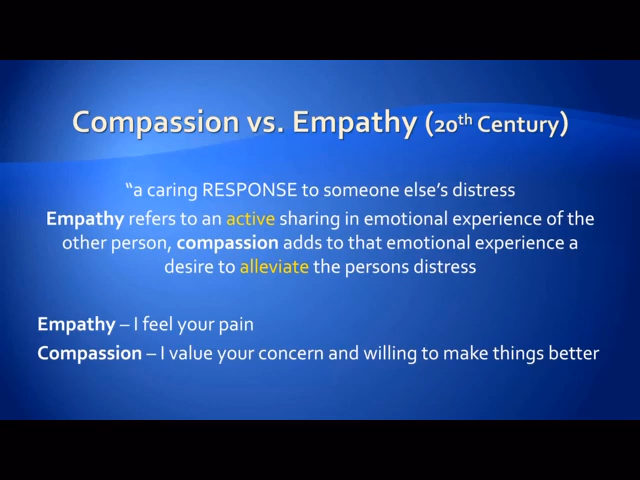 Compassion vs. Empathy (20th Century)
“a caring RESPONSE to someone else’s distress
Empathy refers to an active sharing in emotional experience of the
other person, compassion adds to that emotional experience a
desire to alleviate the persons distress
Empathy – I feel your pain
Compassion – I value your concern and willing to make things better